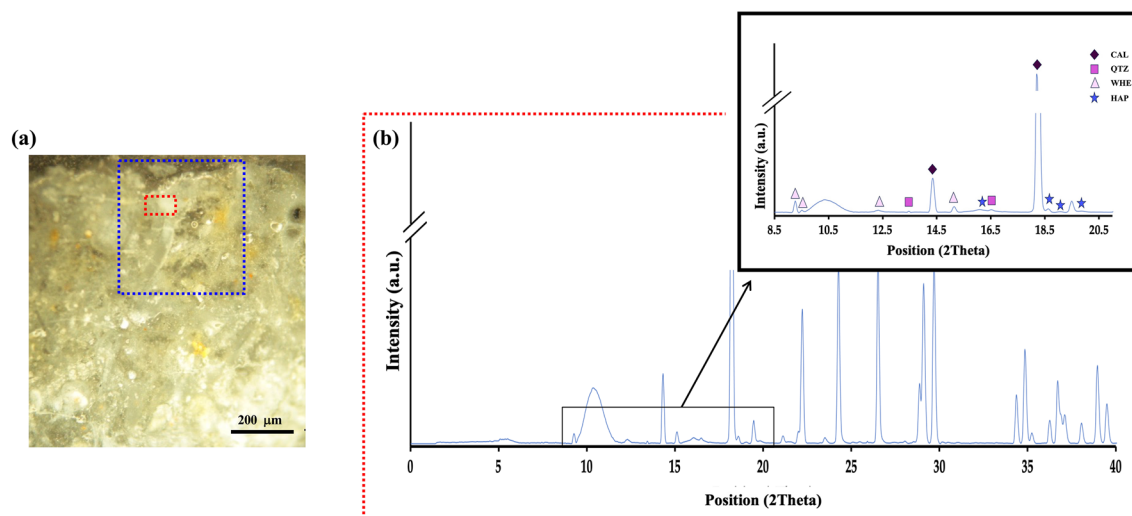 (a)
200 μm
(b)
Intensity (a.u.)
0 5 10 15 20 25 30 35 40
Position (2Theta)
Intensity (a.u.)
CAL
QTZ
WHE
HAP
8.5 10.5 12.5 14.5 16.5 18.5 20.5
Position (2Theta)